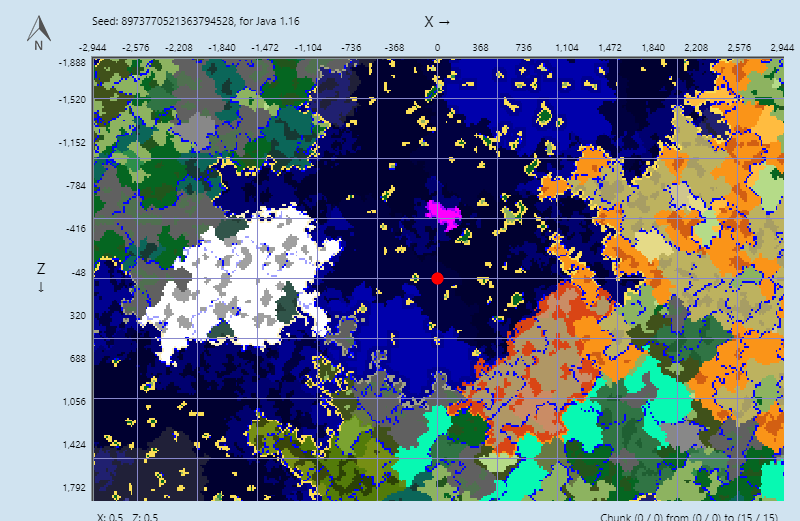 Seed: 8973770521363794528, for Java 1.16
X →
N
-2,944 -2,576 -2,208 -1,840 -1,472 -1,104 -736 -368 0 368 736 1,104 1,472 1,840 2,208 2,576 2,944
-1.888
-1,520
-1,152
-784
-416
Z
↓
-48
320
688
1.056
1,424
1,792
X: 0.5 Z: 0.5
Chunk (0 / 0) from (0 / 0) to (15 / 15)